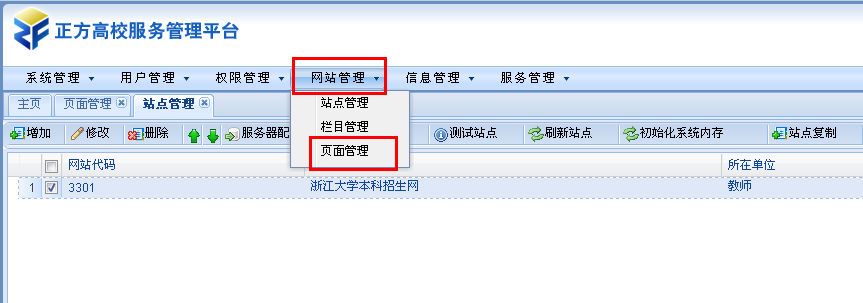 正方高校服务管理平台
系统管理 用户管理 权限管理 网站管理 信息管理 服务管理
主页 页面管理 站点管理
站点管理
栏目管理
页面管理
增加 修改 删除 服务器配 测试站点 刷新站点 初始化系统内存 站点复制
网站代码 所在单位
1 3301 浙江大学本科招生网 教师